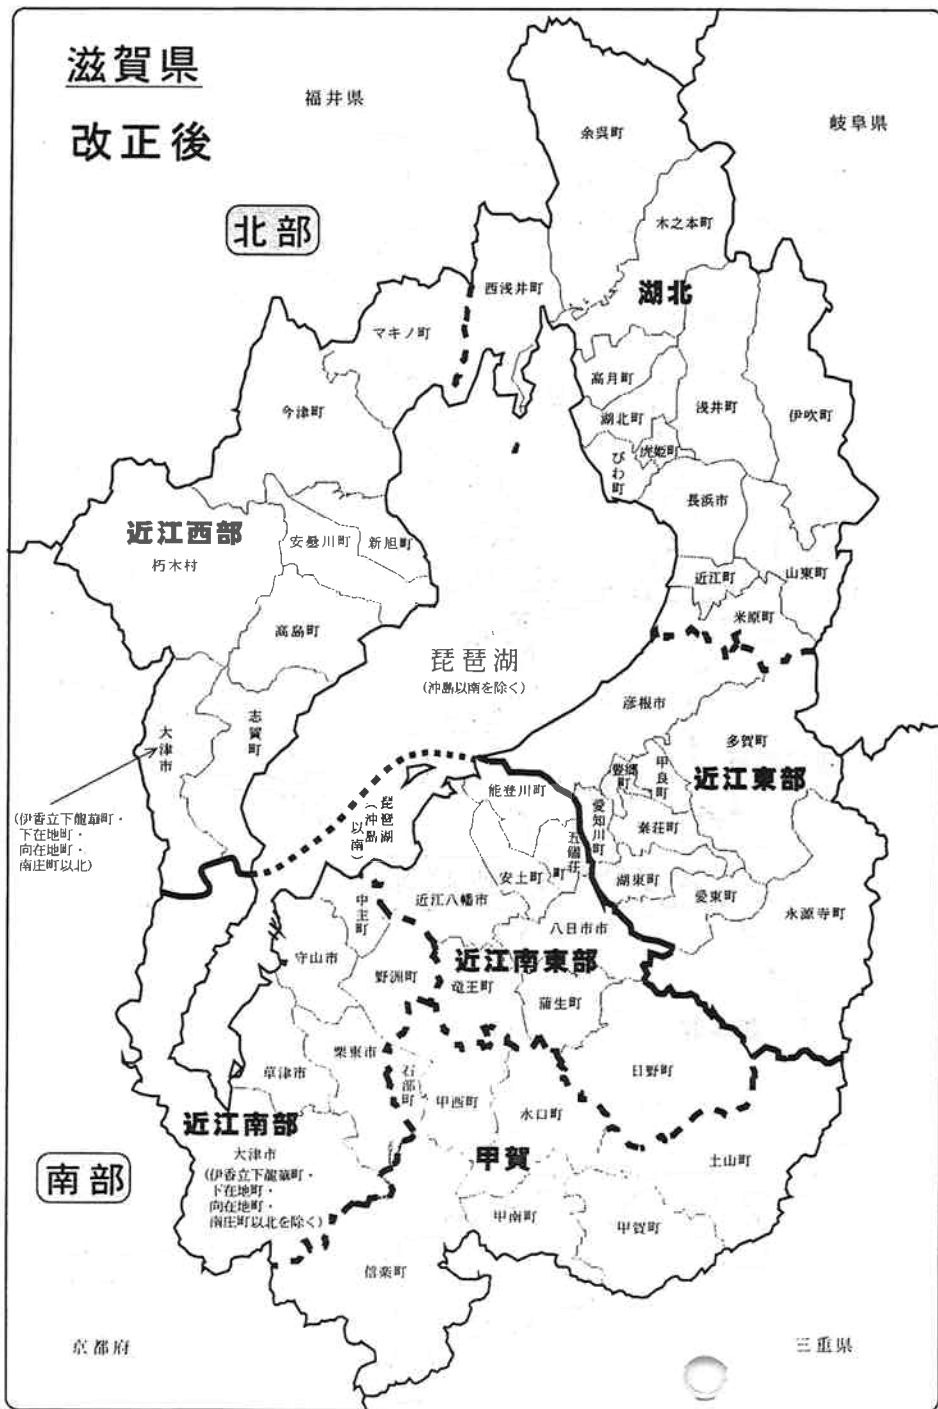 滋賀県
改正後
福井県
岐阜県
北部
余呉町
木之本町
西浅井町
湖北
マキノ町
高月町
今津町
湖北町
浅井町
伊吹町
虎姫町
びわ町
長浜市
近江西部
安曇川町
新旭町
朽木村
近江町
山東町
米原町
高島町
琵琶湖
(沖島以南を除く)
彦根市
志賀町
大津市
多賀町
豊郷町
甲良町
近江東部
能登川町
愛知川町
秦荘町
琵琶湖
(沖島以南)
(伊香立下龍華町・
下在地町・
向在地町・
南庄町以北)
五個荘町
安土町
湖東町
愛東町
近江八幡市
中主町
永源寺町
八日市市
守山市
近江南東部
野洲町
竜王町
蒲生町
栗東市
草津市
石部町
甲西町
日野町
水口町
近江南部
大津市
(伊香立下龍華町・
下在地町・
向在地町・
南庄町以北を除く)
甲賀
土山町
南部
甲南町
甲賀町
信楽町
京都府
三重県